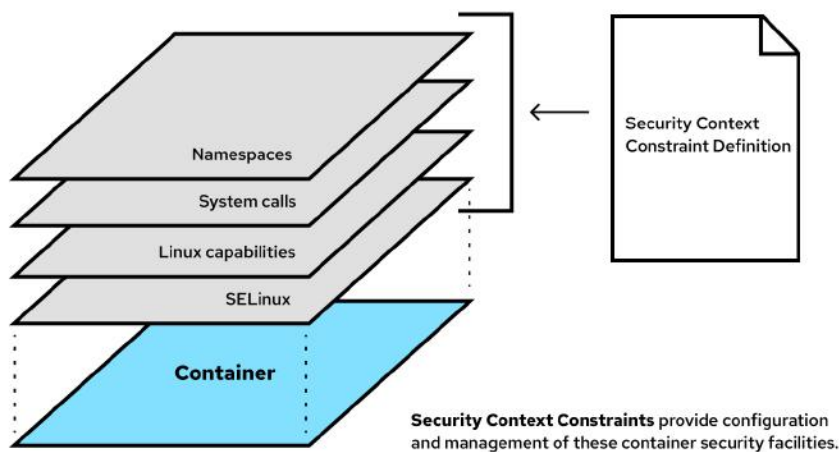 Namespaces
System calls
Linux capabilities
SELinux
Container
Security Context
Constraint Definition
Security Context Constraints provide configuration
and management of these container security facilities.